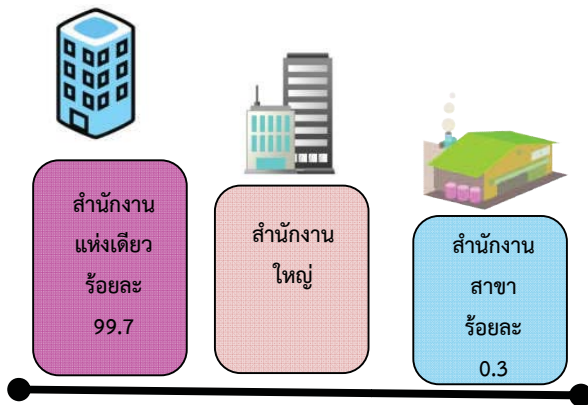 สำนักงาน
แห่งเดียว
ร้อยละ
99.7
สำนักงาน
ใหญ่
สำนักงาน
สาขา
ร้อยละ
0.3